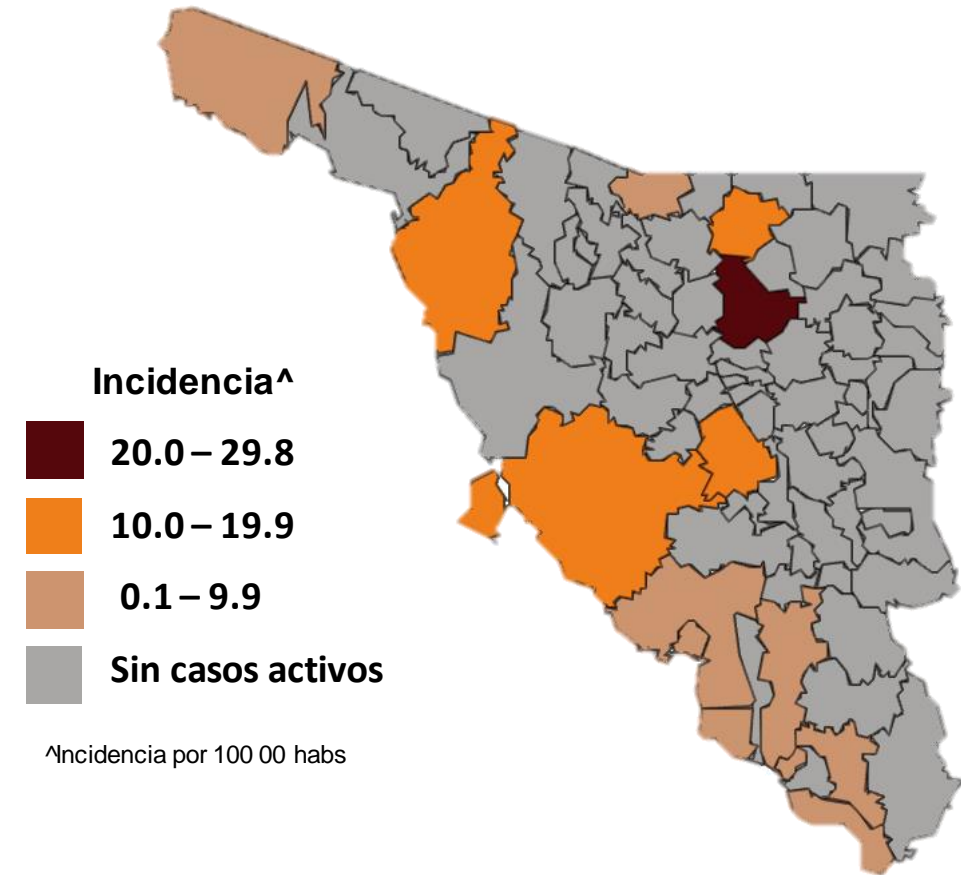 Incidencia^
20.0 – 29.8
10.0 – 19.9
0.1 – 9.9
Sin casos activos
^Incidencia por 100 00 habs